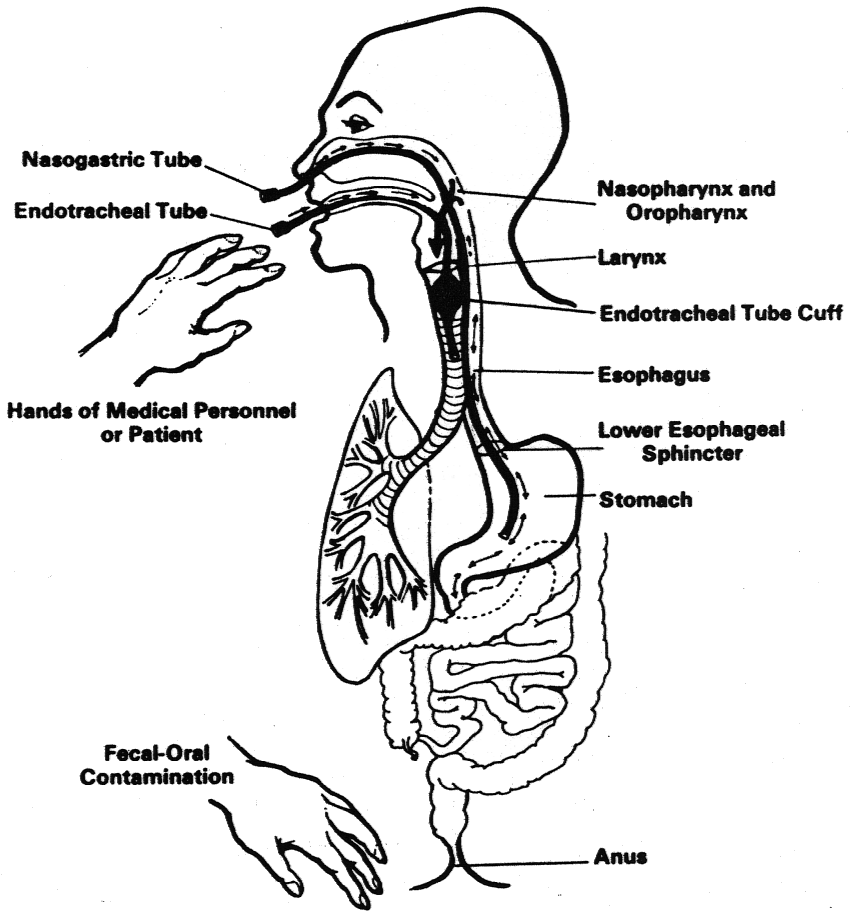 Nasogastric Tube
Endotracheal Tube
Nasopharynx and
Oropharynx
Larynx
Endotracheal Tube Cuff
Esophagus
Hands of Medical Personnel
or Patient
Lower Esophageal
Sphincter
Stomach
Fecal-Oral
Contamination
Anus